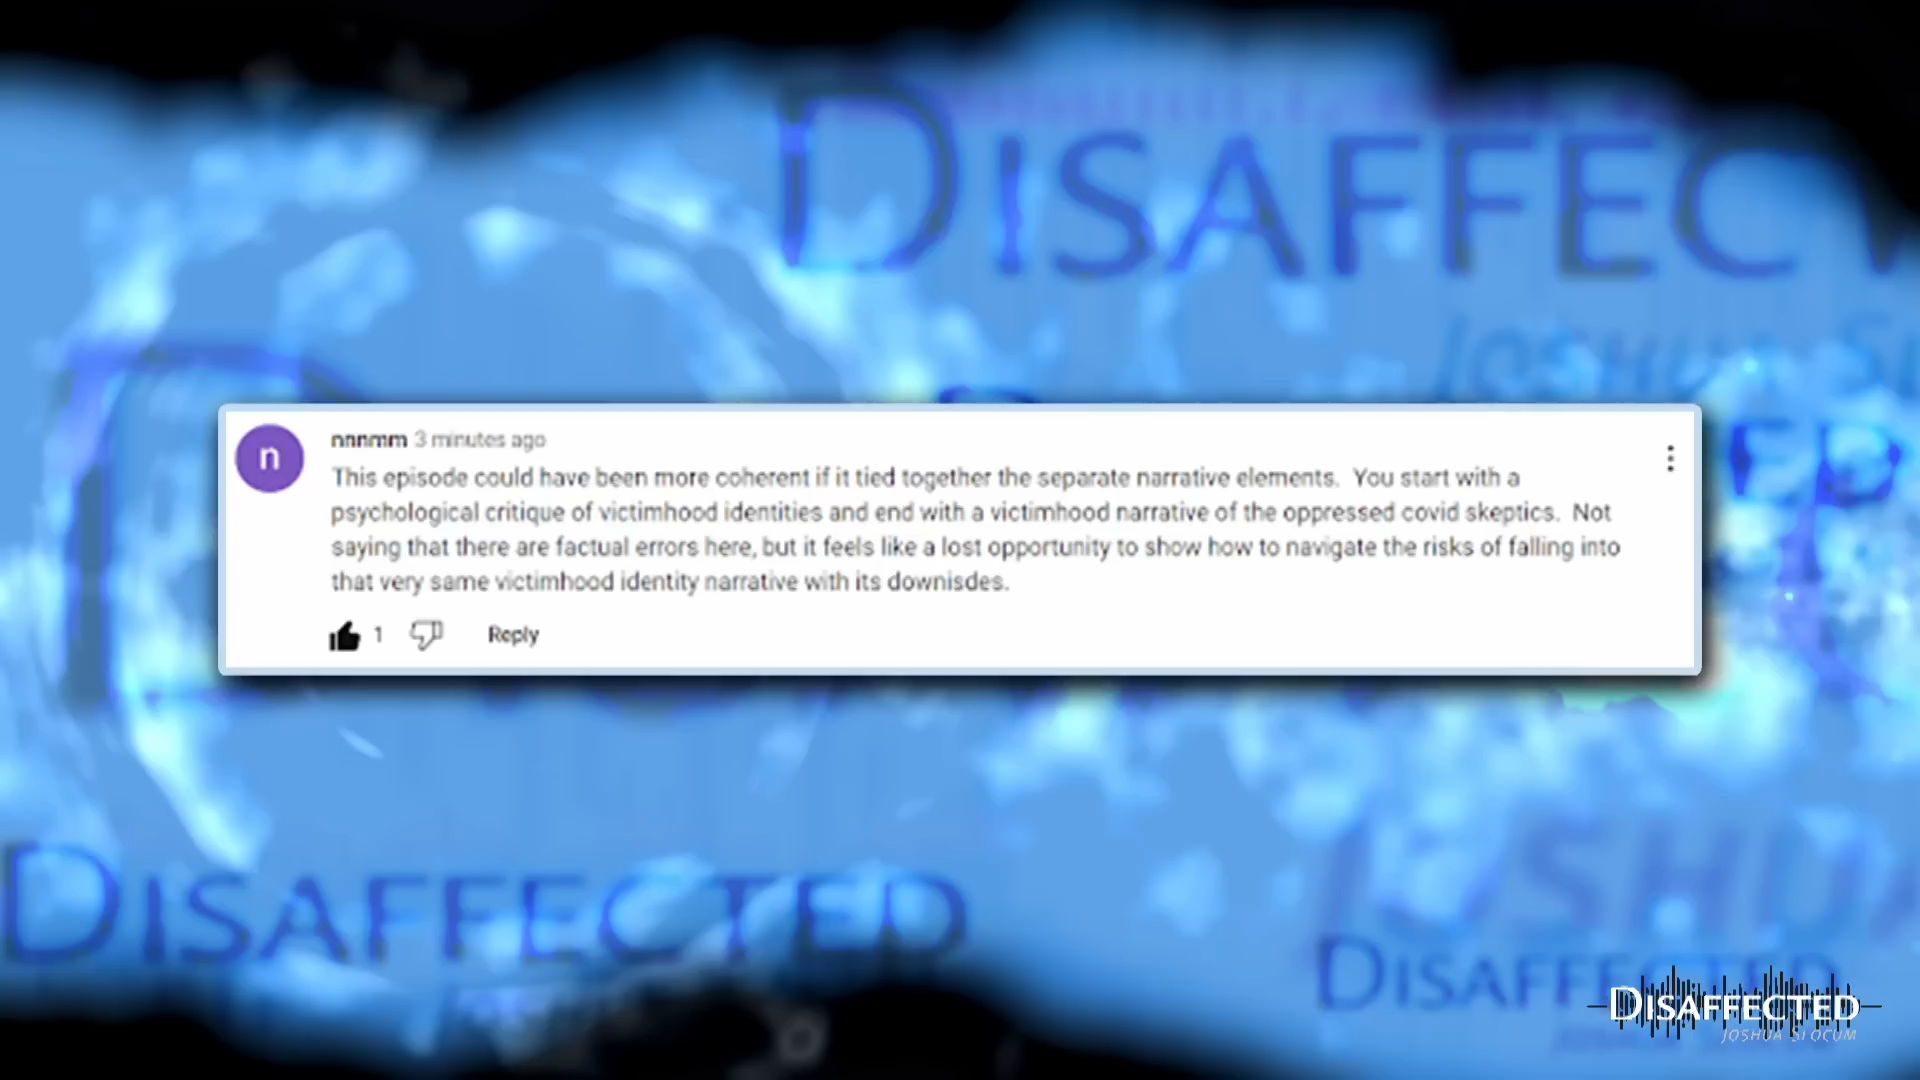 DISAFFEC
nnnmm 3 minutes ago
This episode could have been more coherent if it tied together the separate narrative elements. You start with a
psychological critique of victimhood identities and end with a victimhood narrative of the oppressed covid skeptics. Not
saying that there are factual errors here, but it feels like a lost opportunity to show how to navigate the risks of falling into
that very same victimhood identity narrative with its downisdes.
1 Reply
DISAFFECTED
DISAFFECTED
DISAFFECTED
JOSHUA SLOCUM